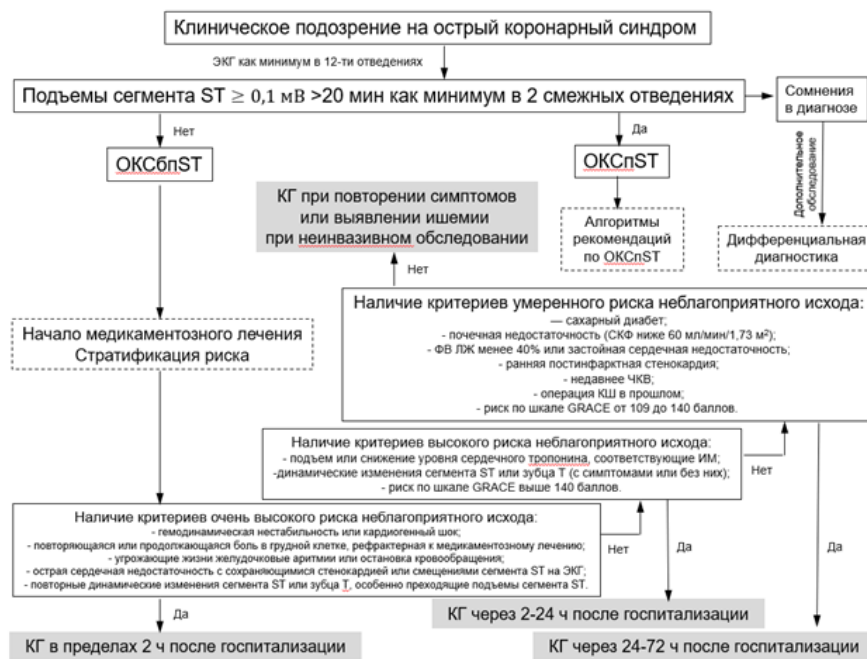 Клиническое подозрение на острый коронарный синдром
ЭКГ как минимум в 12-ти отведениях
Подъемы сегмента ST ≥ 0,1 мВ >20 мин как минимум в 2 смежных отведениях
Сомнения
в диагнозе
Нет
Да
ОКСбпST
ОКСпST
Дополнительное
обследование
КГ при повторении симптомов
или выявлении ишемии
при неинвазивном обследовании
Алгоритмы
рекомендаций
по ОКСпST
Дифференциальная
диагностика
Нет
Начало медикаментозного лечения
Стратификация риска
Наличие критериев умеренного риска неблагоприятного исхода:
— сахарный диабет;
- почечная недостаточность (СКФ ниже 60 мл/мин/1,73 м²);
- ФВ ЛЖ менее 40% или застойная сердечная недостаточность;
- ранняя постинфарктная стенокардия;
- недавнее ЧКВ;
- операция КШ в прошлом;
- риск по шкале GRACE от 109 до 140 баллов.
Наличие критериев высокого риска неблагоприятного исхода:
- подъем или снижение уровня сердечного тропонина, соответствующие ИМ;
-динамические изменения сегмента ST или зубца Т (с симптомами или без них);
- риск по шкале GRACE выше 140 баллов.
Нет
Наличие критериев очень высокого риска неблагоприятного исхода:
- гемодинамическая нестабильность или кардиогенный шок;
- повторяющаяся или продолжающаяся боль в грудной клетке, рефрактерная к медикаментозному лечению;
- угрожающие жизни желудочковые аритмии или остановка кровообращения;
- острая сердечная недостаточность с сохраняющимися стенокардией или смещениями сегмента ST на ЭКГ;
- повторные динамические изменения сегмента ST или зубца Т, особенно преходящие подъемы сегмента ST.
Нет
Да
Да
Да
КГ в пределах 2 ч после госпитализации
КГ через 2-24 ч после госпитализации
КГ через 24-72 ч после госпитализации